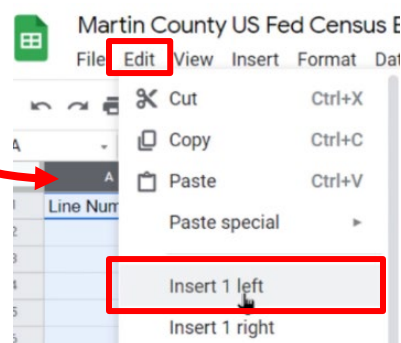 Martin County US Fed Census
File Edit View Insert Format Dat
A
A
1 Line Num
2
3
4
5
6
Cut Ctrl+X
Copy Ctrl+C
Paste Ctrl+V
Paste special
Insert 1 left
Insert 1 right